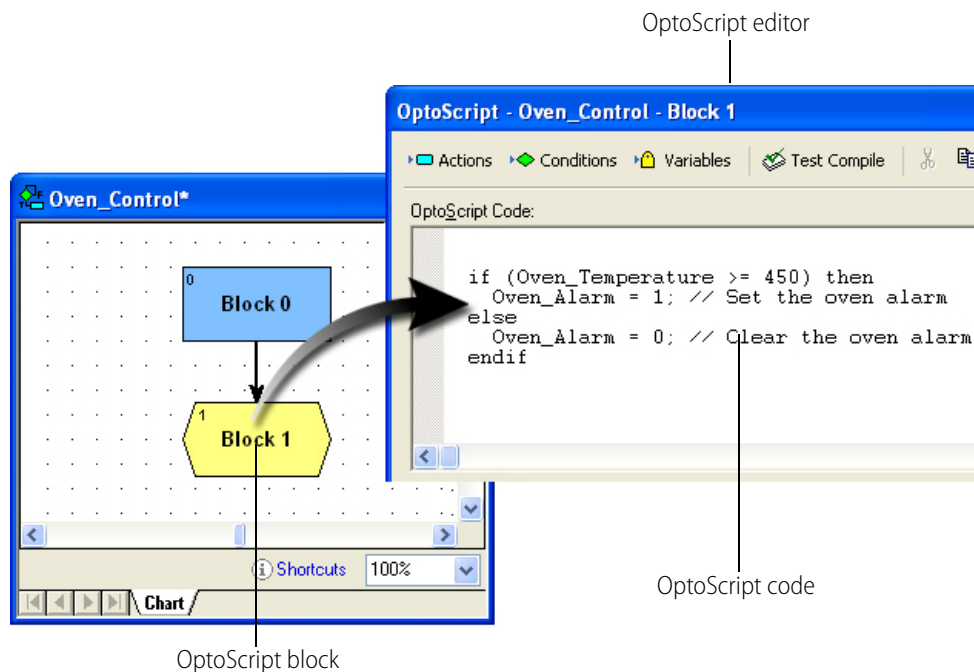 OptoScript editor
OptoScript - Oven_Control - Block 1
Actions Conditions Variables Test Compile
Oven_Control*
OptoScript Code:
if (Oven_Temperature >= 450) then
Oven_Alarm = 1; // Set the oven alarm
else
Oven_Alarm = 0; // Clear the oven alarm
endif
0
Block 0
1
Block 1
Shortcuts 100%
Chart
OptoScript code
OptoScript block